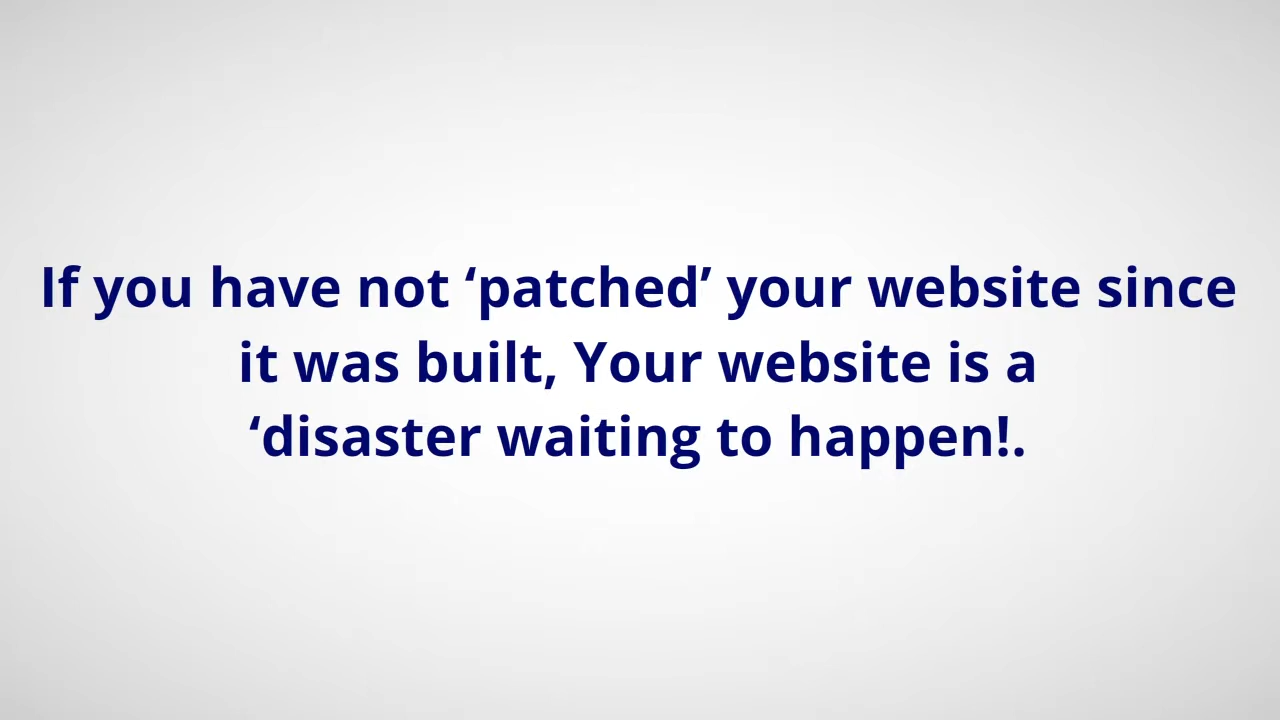 If you have not ‘patched’ your website since
it was built, Your website is a
‘disaster waiting to happen!.